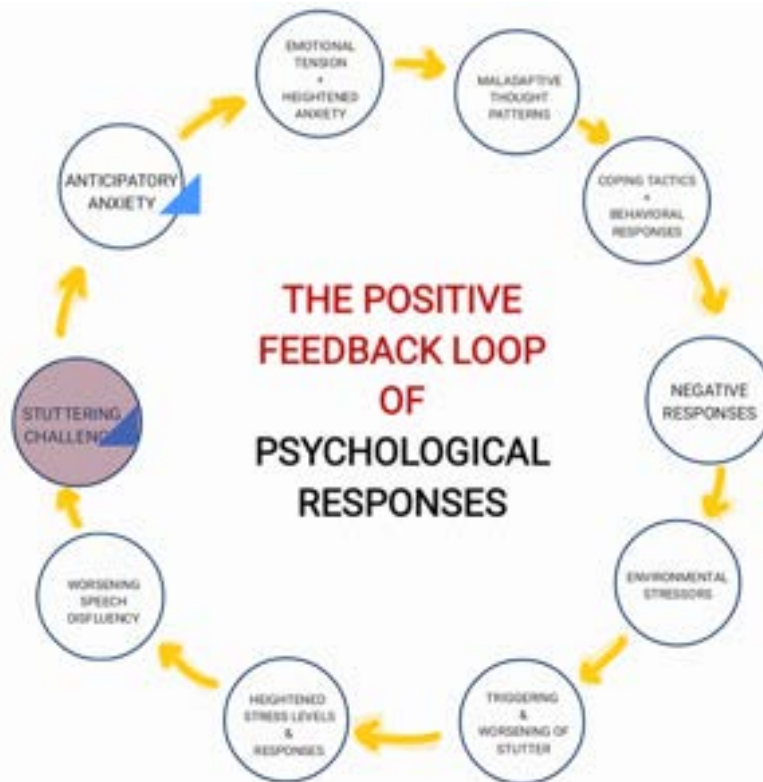 THE POSITIVE
FEEDBACK LOOP
OF
PSYCHOLOGICAL
RESPONSES
STUTTERING
CHALLENG
ANTICIPATORY
ANXIETY
EMOTIONAL
TENSION
+
HEIGHTENED
ANXIETY
MALADAPTIVE
THOUGHT
PATTERNS
COPING TACTICS
+
BEHAVIORAL
RESPONSES
NEGATIVE
RESPONSES
ENVIRONMENTAL
STRESSORS
TRIGGERING
&
WORSENING OF
STUTTER
HEIGHTENED
STRESS LEVELS
&
RESPONSES
WORSENING
SPEECH
DISFLUENCY